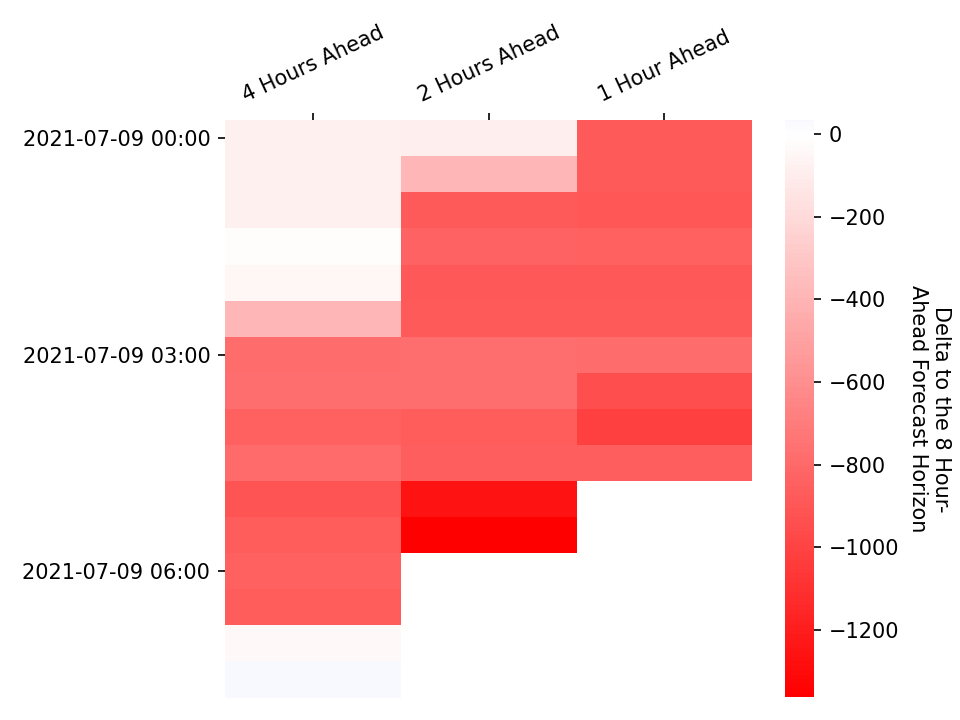 4 Hours Ahead
2 Hours Ahead
1 Hour Ahead
2021-07-09 00:00
2021-07-09 03:00
2021-07-09 06:00
0
−200
−400
−600
−800
−1000
−1200
Delta to the 8 Hour-
Ahead Forecast Horizon